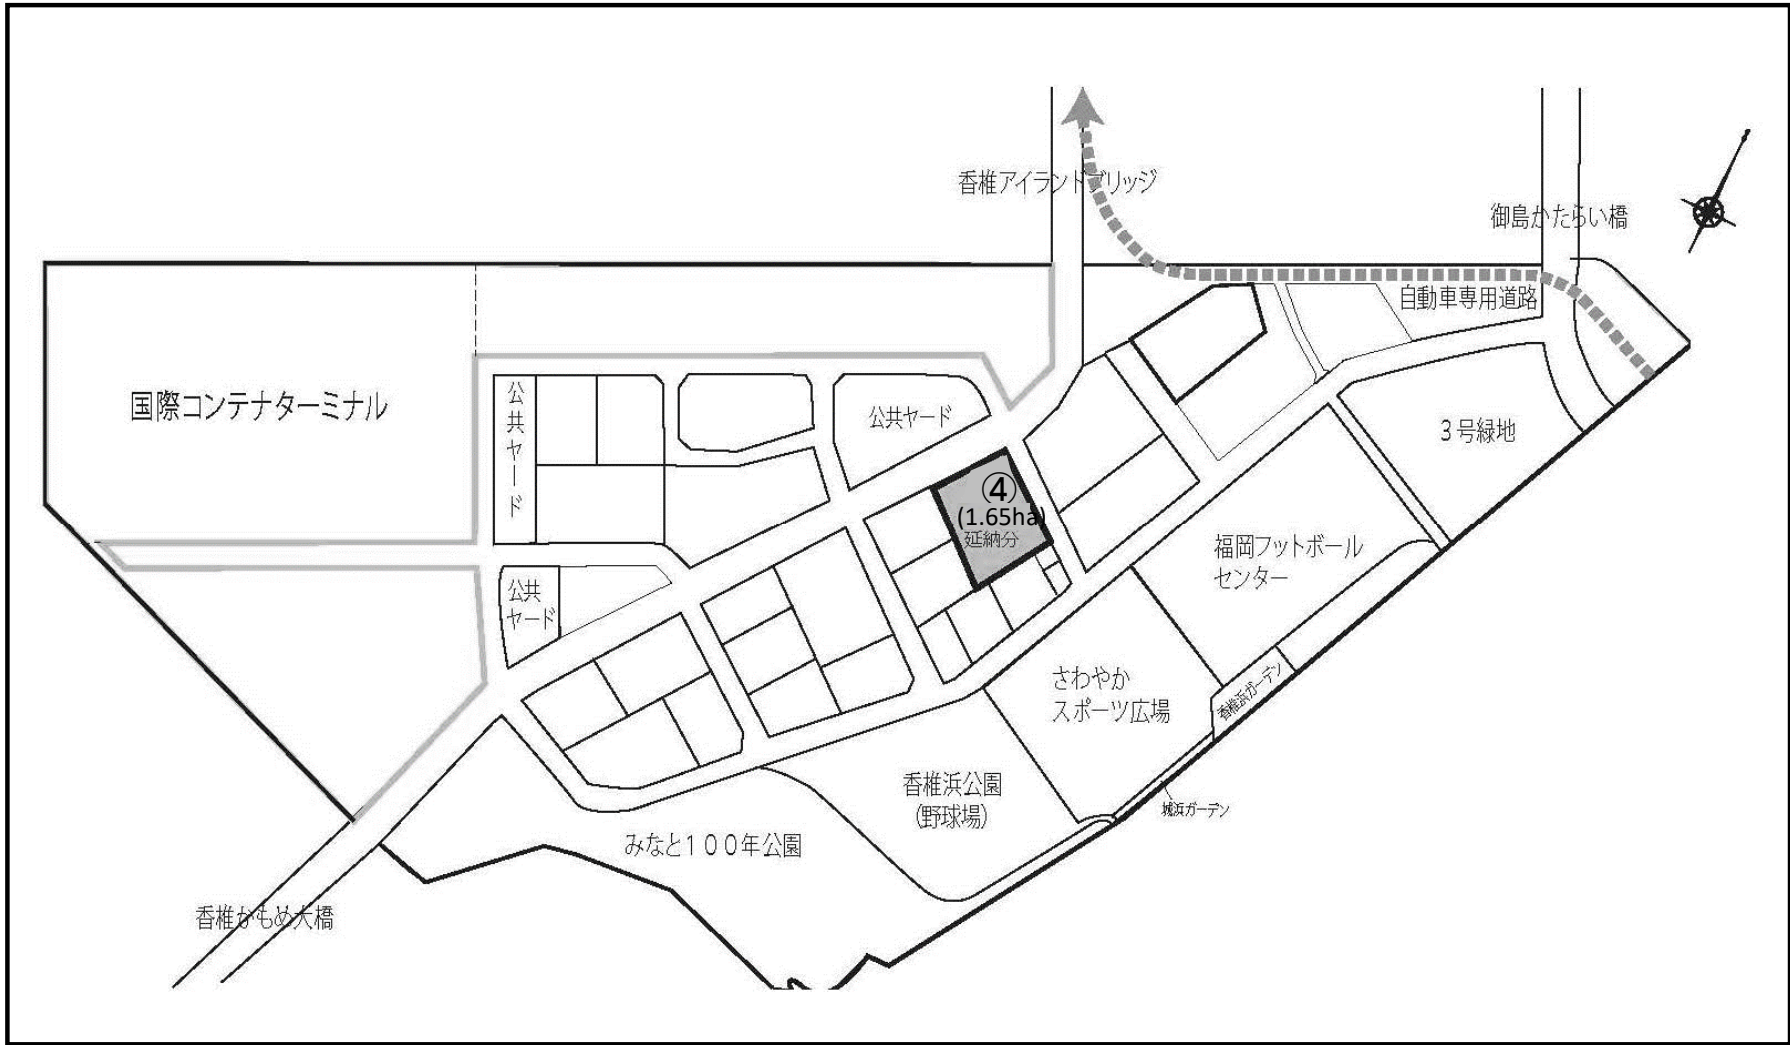 香椎アイランドブリッジ
御島かたらい橋
自動車専用道路
国際コンテナターミナル
公共ヤード
公共ヤード
3号緑地
④
(1.65ha)
延納分
福岡フットボール
センター
公共
ヤード
さわやか
スポーツ広場
香椎浜ガーデン
香椎浜公園
(野球場)
城浜ガーデン
みなと100年公園
香椎かもめ大橋